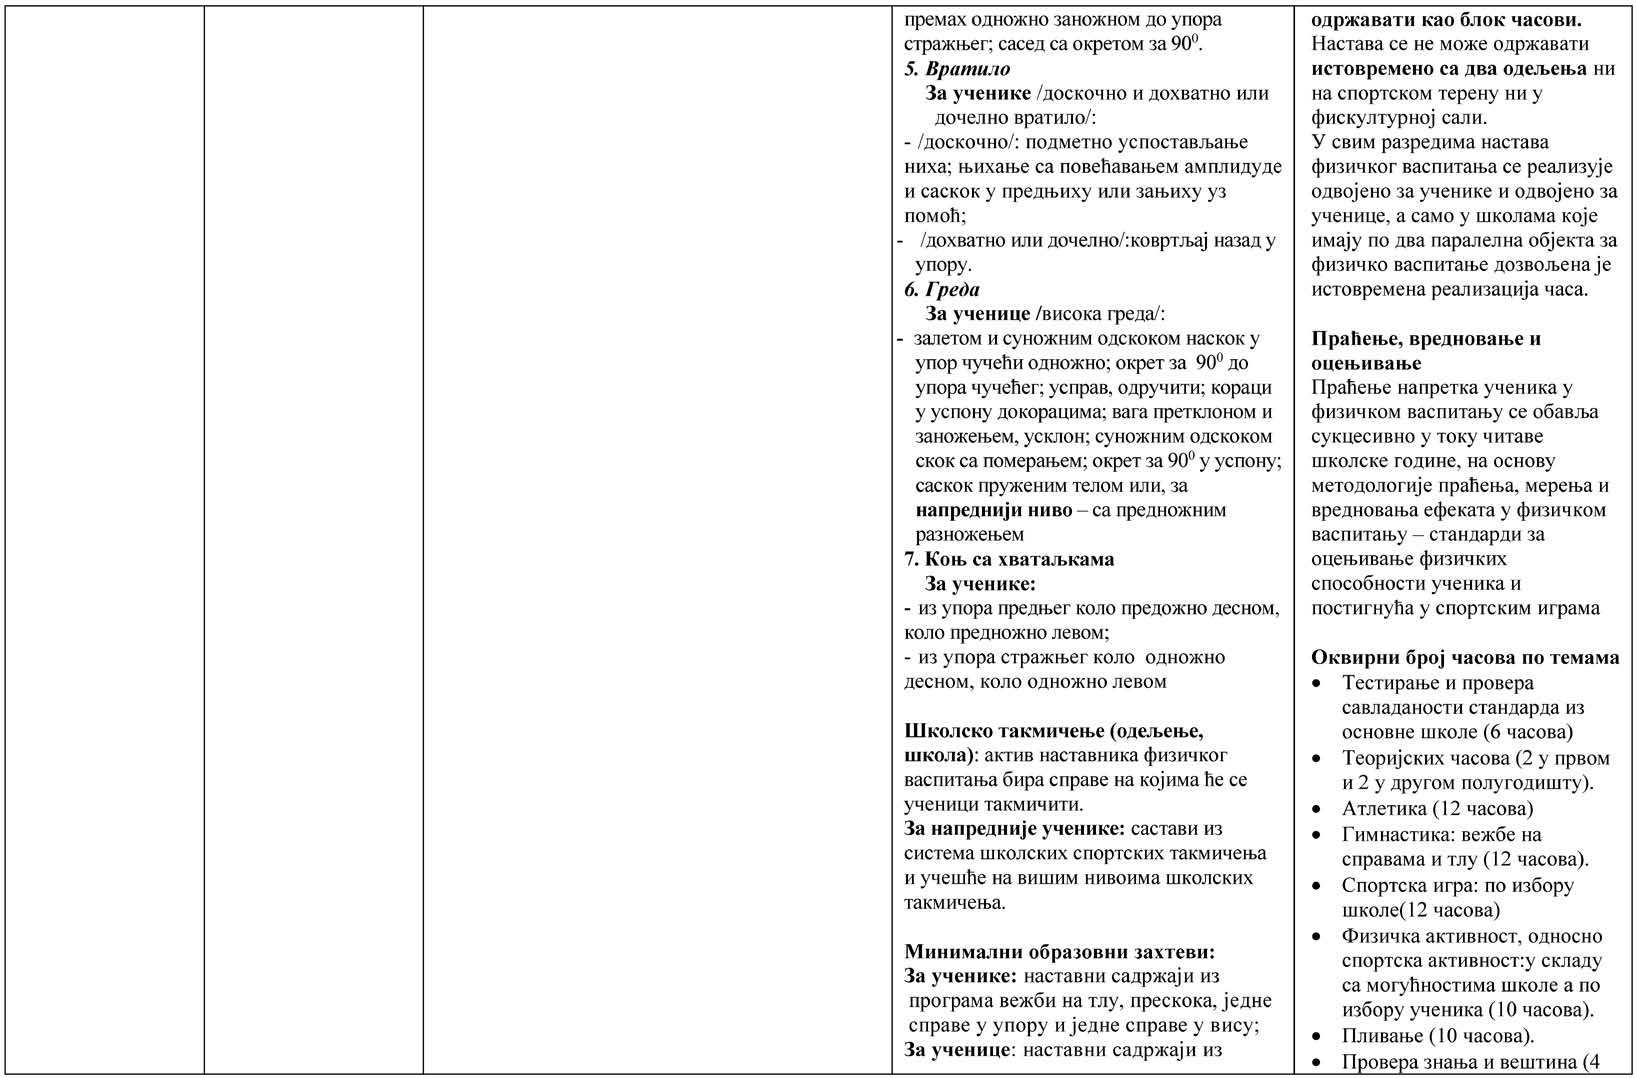 премах одножно заножном до упора
стражњег; сасед са окретом за 90⁰.
5. Вратило
За ученике /доскочно и дохватно или
дочелно вратило/:
- /доскочно/: подметно успостављање
ниха; њихање са повећавањем амплидуде
и саскок у предњиху или зањиху уз
помоћ;
- /дохватно или дочелно/:ковртљај назад у
упору.
6. Греда
За ученице /висока греда/:
- залетом и суножним одскоком наскок у
упор чучећи одножно; окрет за 90⁰ до
упора чучећег; усправ, одручити; кораци
у успону докорацима; вага претклоном и
заножењем, усклон; суножним одскоком
скок са померањем; окрет за 90⁰ у успону;
саскок пруженим телом или, за
напреднији ниво – са предножним
разножењем
7. Коњ са хватаљкама
За ученике:
- из упора предњег коло предожно десном,
коло предножно левом;
- из упора стражњег коло одножно
десном, коло одножно левом
Школско такмичење (одељење,
школа): актив наставника физичког
васпитања бира справе на којима ће се
ученици такмичити.
За напредније ученике: састави из
система школских спортских такмичења
и учешће на вишим нивоима школских
такмичења.
Минимални образовни захтеви:
За ученике: наставни садржаји из
програма вежби на тлу, прескока, једне
справе у упору и једне справе у вису;
За ученице: наставни садржаји из
одржавати као блок часови.
Настава се не може одржавати
истовремено са два одељења ни
на спортском терену ни у
фискултурној сали.
У свим разредима настава
физичког васпитања се реализује
одвојено за ученике и одвојено за
ученице, а само у школама које
имају по два паралелна објекта за
физичко васпитање дозвољена је
истовремена реализација часа.
Праћење, вредновање и
оцењивање
Праћење напретка ученика у
физичком васпитању се обавља
сукцесивно у току читаве
школске године, на основу
методологије праћења, мерења и
вредновања ефеката у физичком
васпитању – стандарди за
оцењивање физичких
способности ученика и
постигнућа у спортским играма
Оквирни број часова по темама
• Тестирање и провера
савладаности стандарда из
основне школе (6 часова)
• Теоријских часова (2 у првом
и 2 у другом полугодишту).
• Атлетика (12 часова)
• Гимнастика: вежбе на
справама и тлу (12 часова).
• Спортска игра: по избору
школе(12 часова)
• Физичка активност, односно
спортска активност:у складу
са могућностима школе а по
избору ученика (10 часова).
• Пливање (10 часова).
• Провера знања и вештина (4